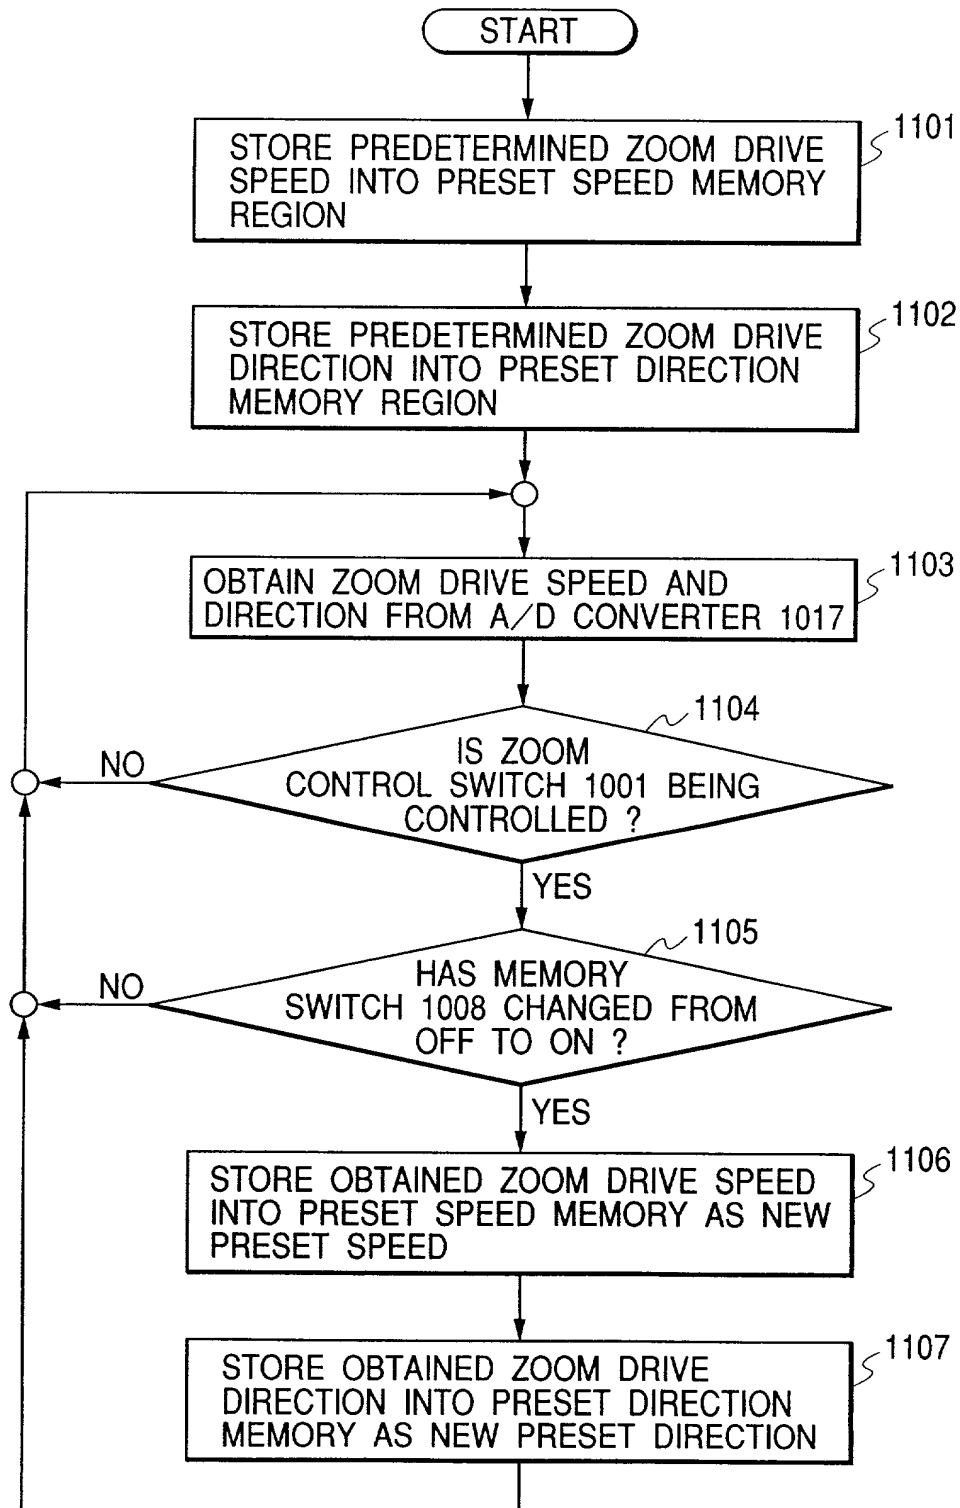 START
1101
STORE PREDETERMINED ZOOM DRIVE
SPEED INTO PRESET SPEED MEMORY
REGION
1102
STORE PREDETERMINED ZOOM DRIVE
DIRECTION INTO PRESET DIRECTION
MEMORY REGION
1103
OBTAIN ZOOM DRIVE SPEED AND
DIRECTION FROM A/D CONVERTER 1017
1104
IS ZOOM
CONTROL SWITCH 1001 BEING
CONTROLLED ?
NO
YES
1105
HAS MEMORY
SWITCH 1008 CHANGED FROM
OFF TO ON ?
NO
YES
1106
STORE OBTAINED ZOOM DRIVE SPEED
INTO PRESET SPEED MEMORY AS NEW
PRESET SPEED
1107
STORE OBTAINED ZOOM DRIVE
DIRECTION INTO PRESET DIRECTION
MEMORY AS NEW PRESET DIRECTION